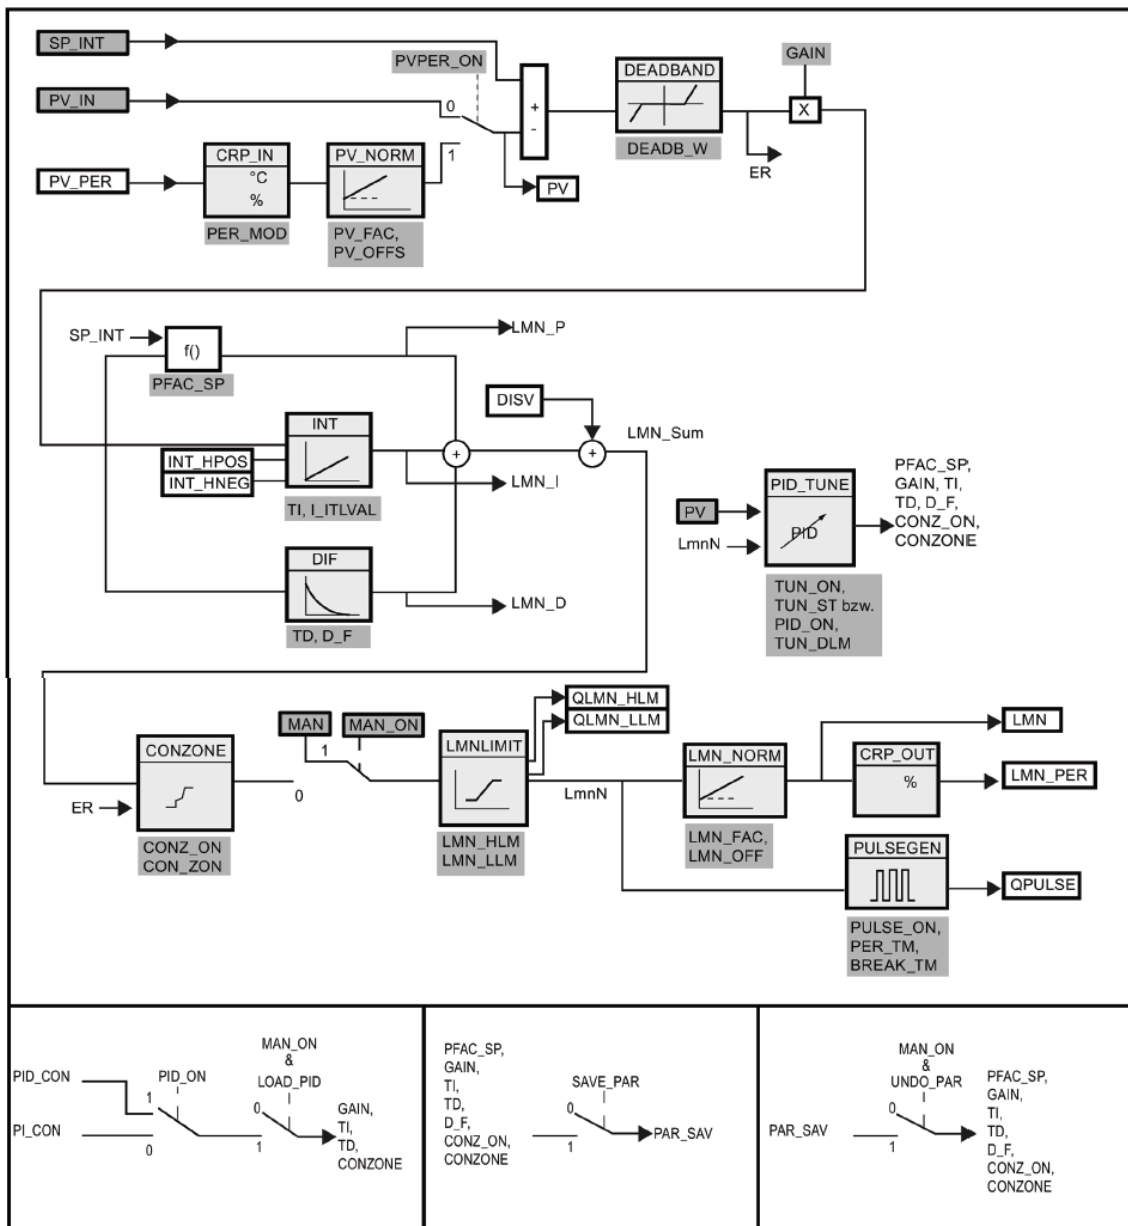 SP_INT
PVPER_ON
DEADBAND
GAIN
PV_IN
0
+
-
X
DEADB_W
ER
CRP_IN
PV_NORM
1
PV_PER
°C
%
PV
PER_MOD
PV_FAC,
PV_OFFS
SP_INT
f()
LMN_P
PFAC_SP
DISV
INT
LMN_Sum
INT_HPOS
INT_HNEG
+
+
LMN_I
TI, I_ITLVAL
PID_TUNE
PV
LmnN
PID
PFAC_SP,
GAIN, TI,
TD, D_F,
CONZ_ON,
CONZONE
DIF
LMN_D
TD, D_F
TUN_ON,
TUN_ST bzw.
PID_ON,
TUN_DLM
QLMN_HLM
QLMN_LLM
MAN
MAN_ON
1
CONZONE
0
ER
LMNLIMIT
LmnN
LMN_NORM
CRP_OUT
%
LMN
LMN_PER
CONZ_ON
CON_ZON
LMN_HLM
LMN_LLM
LMN_FAC,
LMN_OFF
PULSEGEN
QPULSE
PULSE_ON,
PER_TM,
BREAK_TM
MAN_ON
&
LOAD_PID
PID_CON
PID_ON
1
0
PI_CON
0
1
GAIN,
TI,
TD,
CONZONE
PFAC_SP,
GAIN,
TI,
TD,
D_F,
CONZ_ON,
CONZONE
SAVE_PAR
0
1
PAR_SAV
MAN_ON
&
UNDO_PAR
PAR_SAV
0
1
PFAC_SP,
GAIN,
TI,
TD,
D_F,
CONZ_ON,
CONZONE